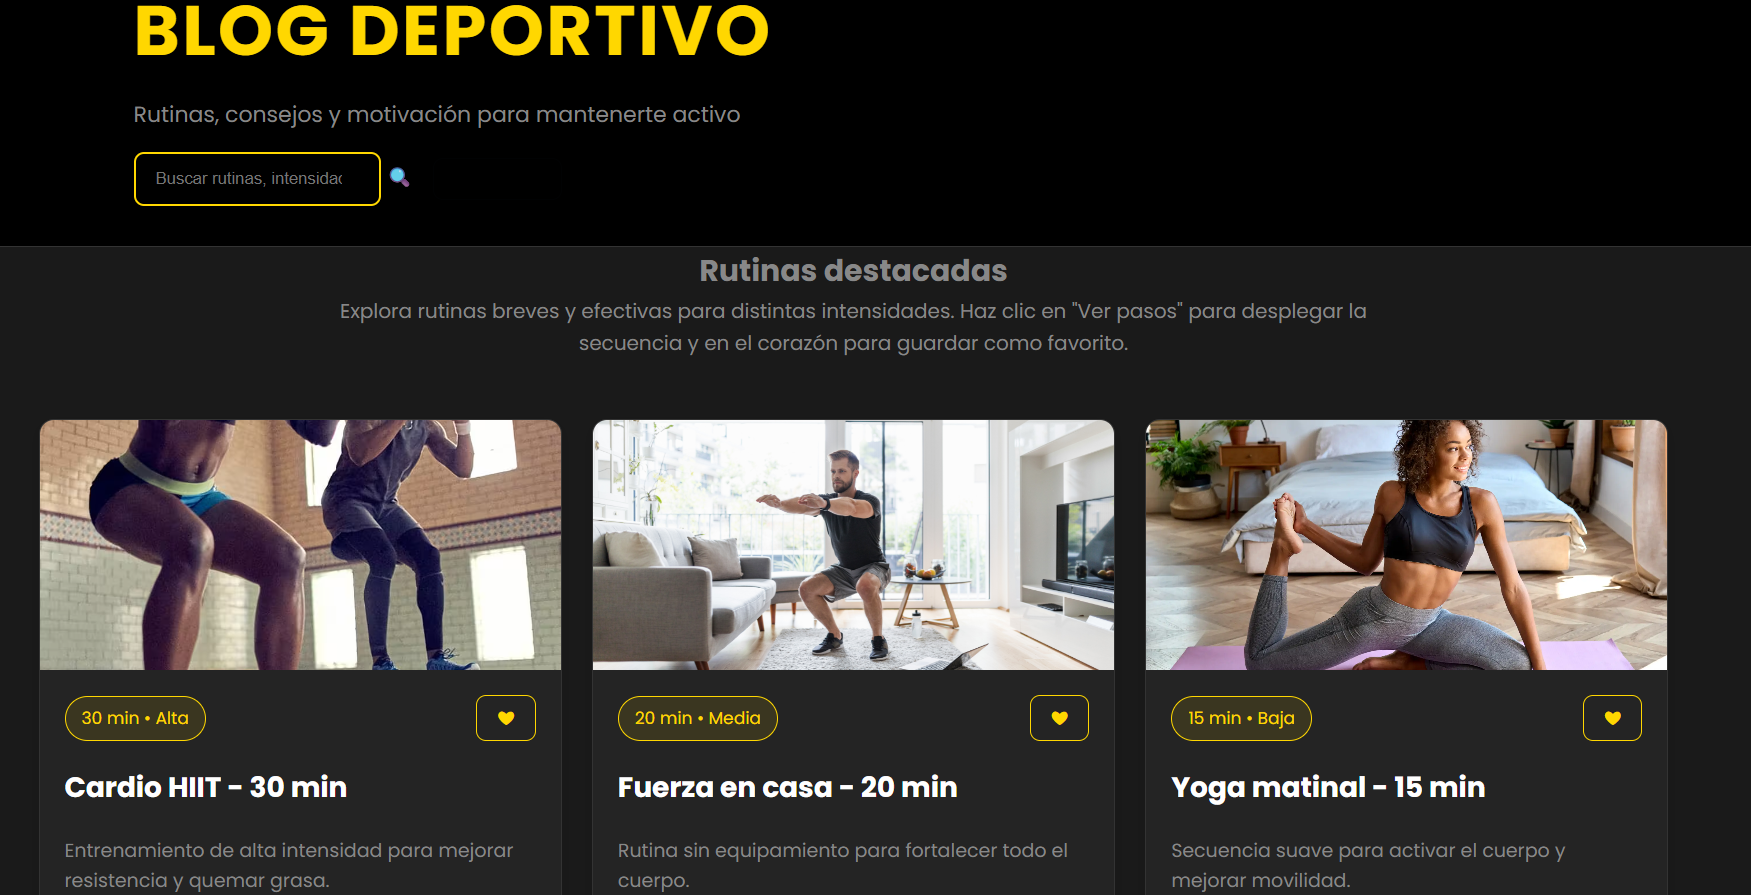 BLOG DEPORTIVO
Rutinas, consejos y motivación para mantenerte activo
Buscar rutinas, intensidac
Rutinas destacadas
Explora rutinas breves y efectivas para distintas intensidades. Haz clic en "Ver pasos" para desplegar la
secuencia y en el corazón para guardar como favorito.
30 min • Alta
Cardio HIIT - 30 min
Entrenamiento de alta intensidad para mejorar
resistencia y quemar grasa.
20 min • Media
Fuerza en casa - 20 min
Rutina sin equipamiento para fortalecer todo el
cuerpo.
15 min • Baja
Yoga matinal - 15 min
Secuencia suave para activar el cuerpo y
mejorar movilidad.